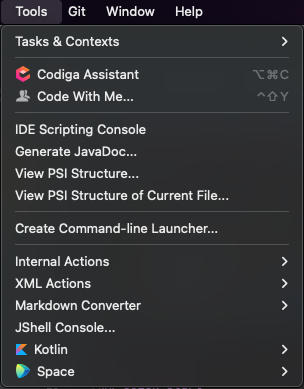 Tools Git Window Help
Tasks & Contexts
Codiga Assistant ⌥⌘C
Code With Me... ^⇧Y
IDE Scripting Console
Generate JavaDoc...
View PSI Structure...
View PSI Structure of Current File...
Create Command-line Launcher...
Internal Actions
XML Actions
Markdown Converter
JShell Console...
Kotlin
Space